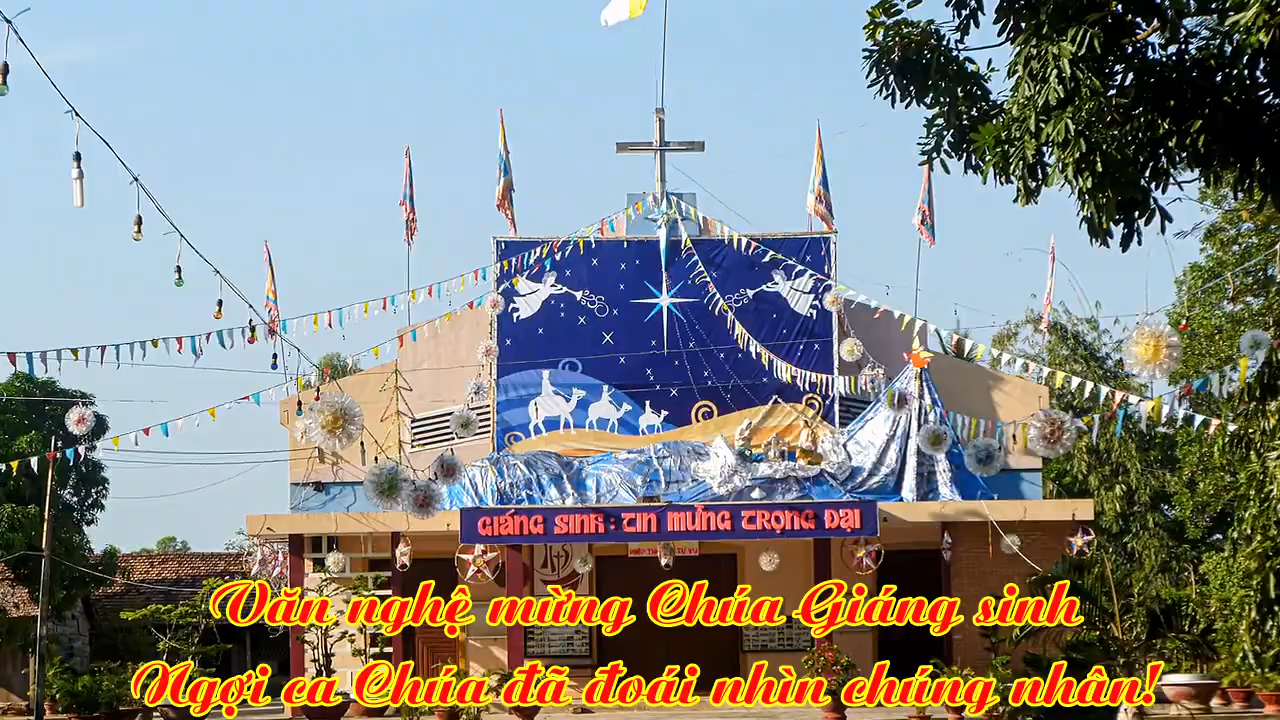 GIÁNG SINH : TIN MỪNG TRỌNG ĐẠI
Văn nghệ mừng Chúa Giáng sinh
Ngợi ca Chúa đã đoái nhìn chúng nhân!